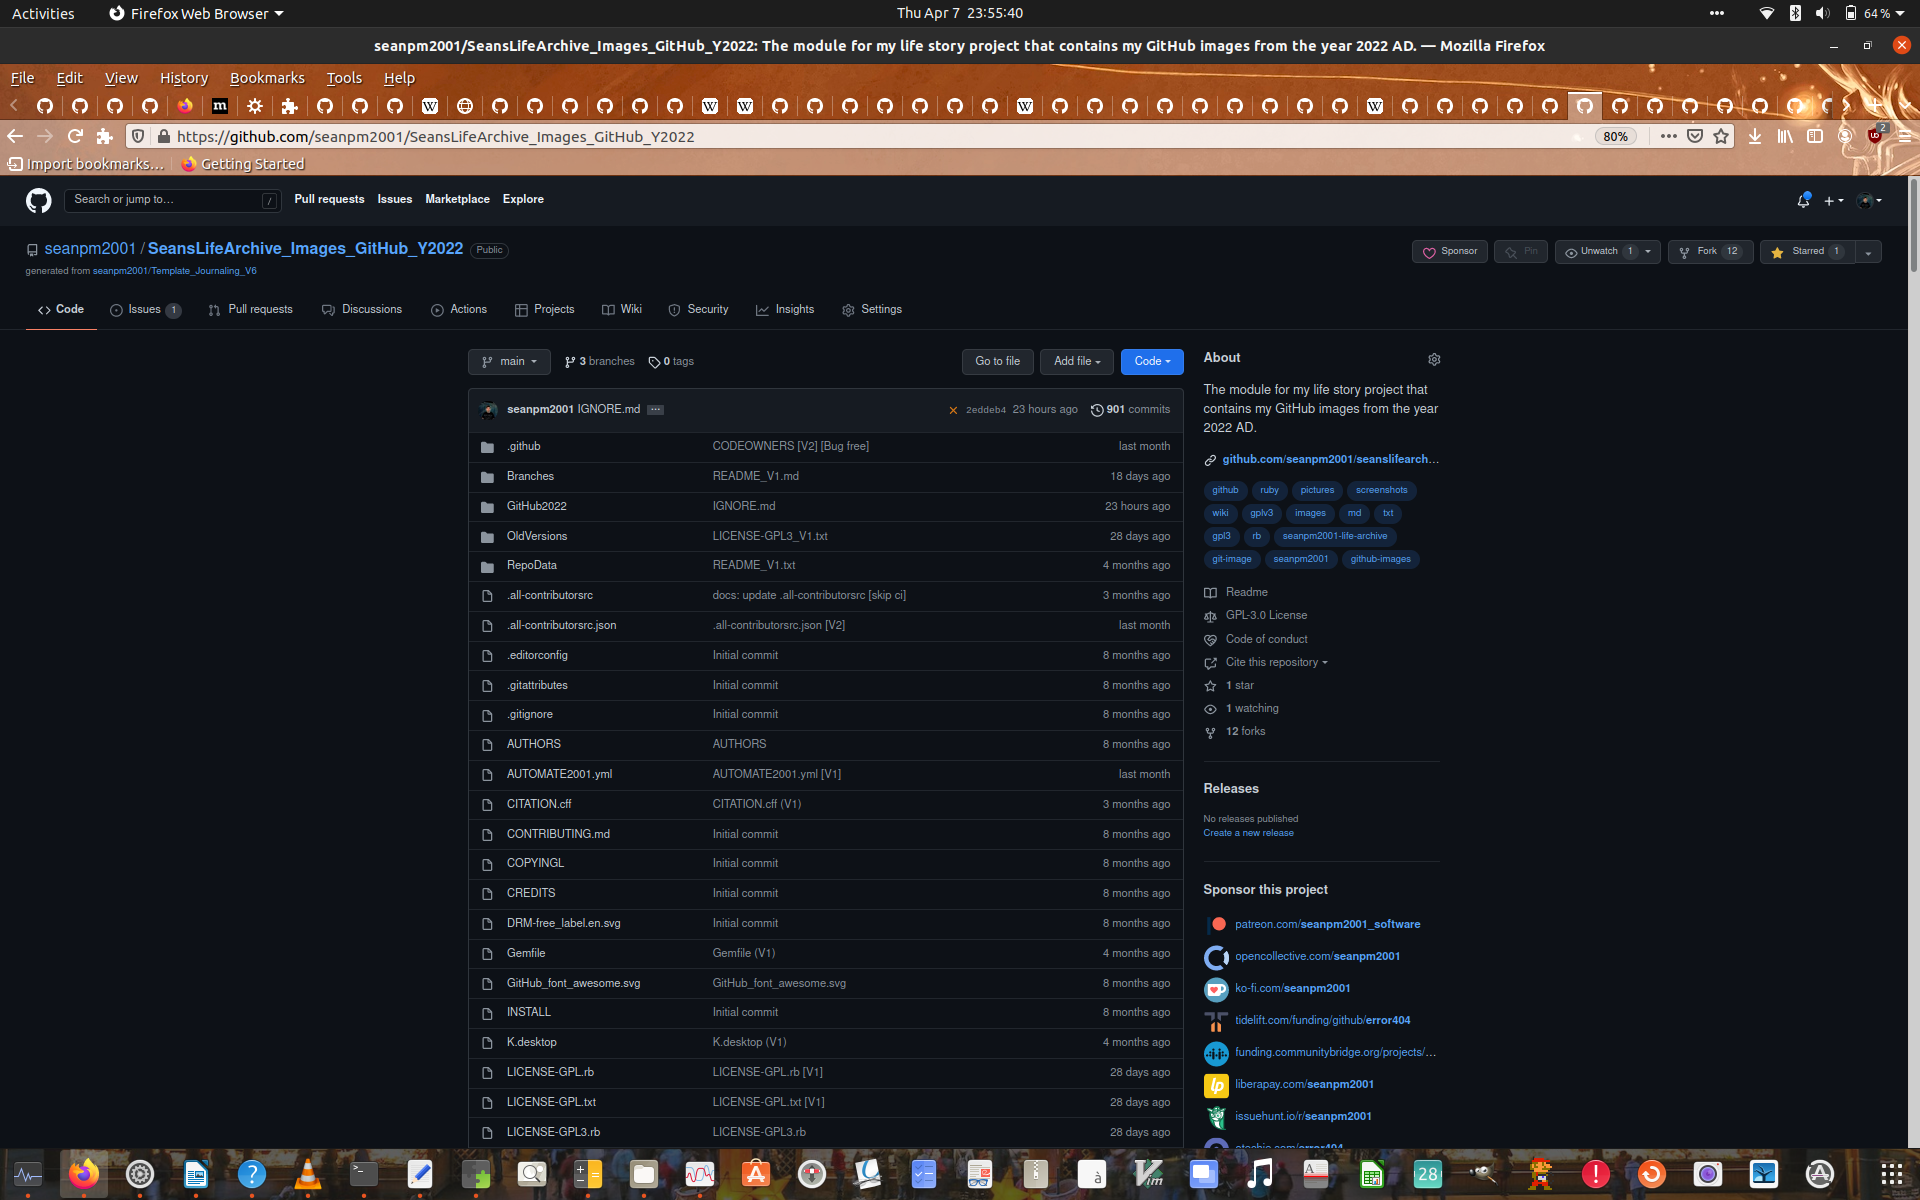 Activities Firefox Web Browser Thu Apr 7 23:55:40 64 %
seanpm2001/SeansLifeArchive_Images_GitHub_Y2022: The module for my life story project that contains my GitHub images from the year 2022 AD. — Mozilla Firefox
File Edit View History Bookmarks Tools Help
https://github.com/seanpm2001/SeansLifeArchive_Images_GitHub_Y2022 80% 2
Import bookmarks… Getting Started
Search or jump to… / Pull requests Issues Marketplace Explore
seanpm2001 / SeansLifeArchive_Images_GitHub_Y2022 Public
Sponsor Pin Unwatch 1 Fork 12 Starred 1
generated from seanpm2001/Template_Journaling_V6
Code Issues 1 Pull requests Discussions Actions Projects Wiki Security Insights Settings
main 3 branches 0 tags Go to file Add file Code
seanpm2001 IGNORE.md ... 2eddeb4 23 hours ago 901 commits
.github CODEOWNERS [V2] [Bug free] last month
Branches README_V1.md 18 days ago
GitHub2022 IGNORE.md 23 hours ago
OldVersions LICENSE-GPL3_V1.txt 28 days ago
RepoData README_V1.txt 4 months ago
.all-contributorsrc docs: update .all-contributorsrc [skip ci] 3 months ago
.all-contributorsrc.json .all-contributorsrc.json [V2] last month
.editorconfig Initial commit 8 months ago
.gitattributes Initial commit 8 months ago
.gitignore Initial commit 8 months ago
AUTHORS AUTHORS 8 months ago
AUTOMATE2001.yml AUTOMATE2001.yml [V1] last month
CITATION.cff CITATION.cff (V1) 3 months ago
CONTRIBUTING.md Initial commit 8 months ago
COPYINGL Initial commit 8 months ago
CREDITS Initial commit 8 months ago
DRM-free_label.en.svg Initial commit 8 months ago
Gemfile Gemfile (V1) 4 months ago
GitHub_font_awesome.svg GitHub_font_awesome.svg 8 months ago
INSTALL Initial commit 8 months ago
K.desktop K.desktop (V1) 4 months ago
LICENSE-GPL.rb LICENSE-GPL.rb [V1] 28 days ago
LICENSE-GPL.txt LICENSE-GPL.txt [V1] 28 days ago
LICENSE-GPL3.rb LICENSE-GPL3.rb 28 days ago
About
The module for my life story project that
contains my GitHub images from the year
2022 AD.
github.com/seanpm2001/seanslifearch…
github ruby pictures screenshots
wiki gplv3 images md txt
gpl3 rb seanpm2001-life-archive
git-image seanpm2001 github-images
Readme
GPL-3.0 License
Code of conduct
Cite this repository
1 star
1 watching
12 forks
Releases
No releases published
Create a new release
Sponsor this project
patreon.com/seanpm2001_software
opencollective.com/seanpm2001
ko-fi.com/seanpm2001
tidelift.com/funding/github/error404
funding.communitybridge.org/projects/…
liberapay.com/seanpm2001
issuehunt.io/r/seanpm2001
28